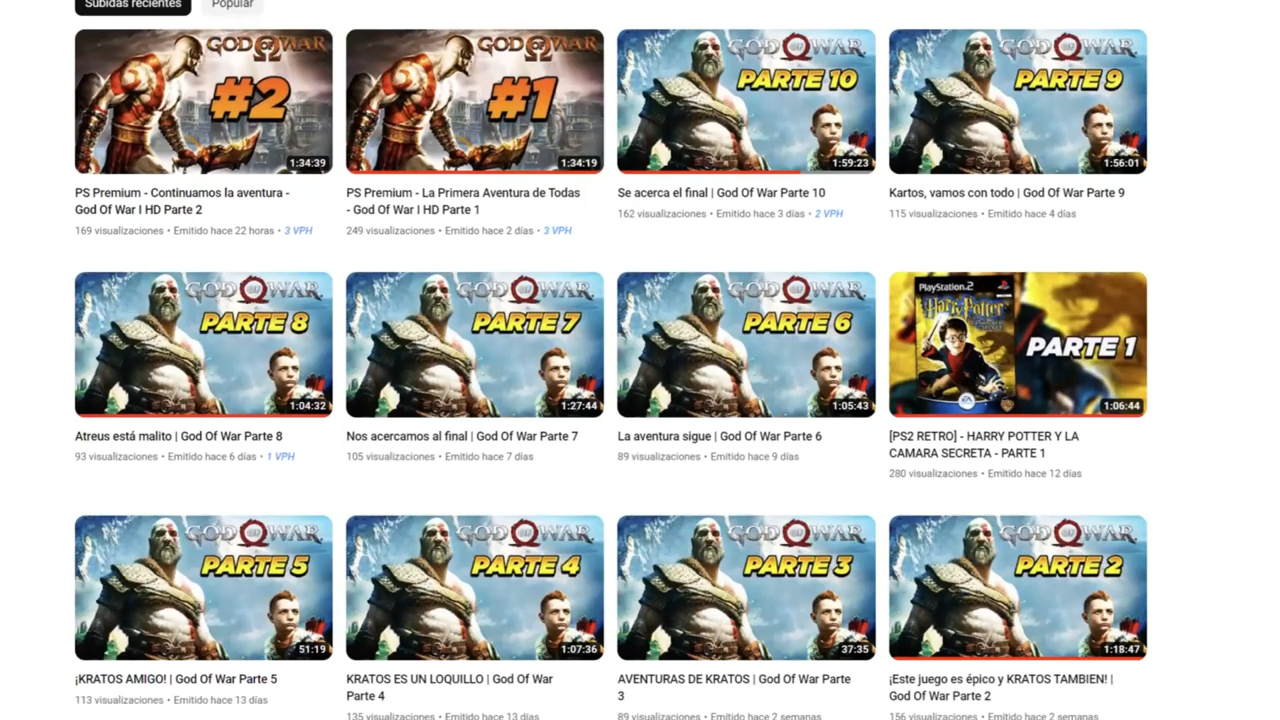 Subidas recientes
Popular
GOD OF WAR
#2
1:34:39
PS Premium - Continuamos la aventura -
God Of War I HD Parte 2
169 visualizaciones • Emitido hace 22 horas • 3 VPH
GOD OF WAR
#1
1:34:19
PS Premium - La Primera Aventura de Todas
- God Of War I HD Parte 1
249 visualizaciones • Emitido hace 2 días • 3 VPH
GOD OF WAR
PARTE 10
1:59:23
Se acerca el final | God Of War Parte 10
162 visualizaciones • Emitido hace 3 días • 2 VPH
GOD OF WAR
PARTE 9
1:56:01
Kartos, vamos con todo | God Of War Parte 9
115 visualizaciones • Emitido hace 4 días
GOD OF WAR
PARTE 8
1:04:32
Atreus está malito | God Of War Parte 8
93 visualizaciones • Emitido hace 6 días • 1 VPH
GOD OF WAR
PARTE 7
1:27:44
Nos acercamos al final | God Of War Parte 7
105 visualizaciones • Emitido hace 7 días
GOD OF WAR
PARTE 6
1:05:43
La aventura sigue | God Of War Parte 6
89 visualizaciones • Emitido hace 9 días
PlayStation 2
Harry Potter
EA
PARTE 1
1:06:44
[PS2 RETRO] - HARRY POTTER Y LA
CAMARA SECRETA - PARTE 1
280 visualizaciones • Emitido hace 12 días
GOD OF WAR
PARTE 5
51:19
¡KRATOS AMIGO! | God Of War Parte 5
113 visualizaciones • Emitido hace 13 días
GOD OF WAR
PARTE 4
1:07:36
KRATOS ES UN LOQUILLO | God Of War
Parte 4
135 visualizaciones • Emitido hace 13 días
GOD OF WAR
PARTE 3
37:35
AVENTURAS DE KRATOS | God Of War Parte
3
89 visualizaciones • Emitido hace 2 semanas
GOD OF WAR
PARTE 2
1:18:47
¡Este juego es épico y KRATOS TAMBIEN! |
God Of War Parte 2
156 visualizaciones • Emitido hace 2 semanas